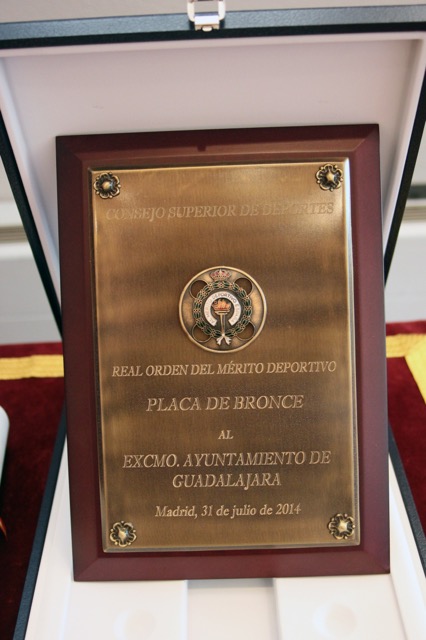 CONSEJO SUPERIOR DE DEPORTES
REAL ORDEN DEL MÉRITO DEPORTIVO
PLACA DE BRONCE
AL
EXCMO. AYUNTAMIENTO DE
GUADALAJARA
Madrid, 31 de julio de 2014